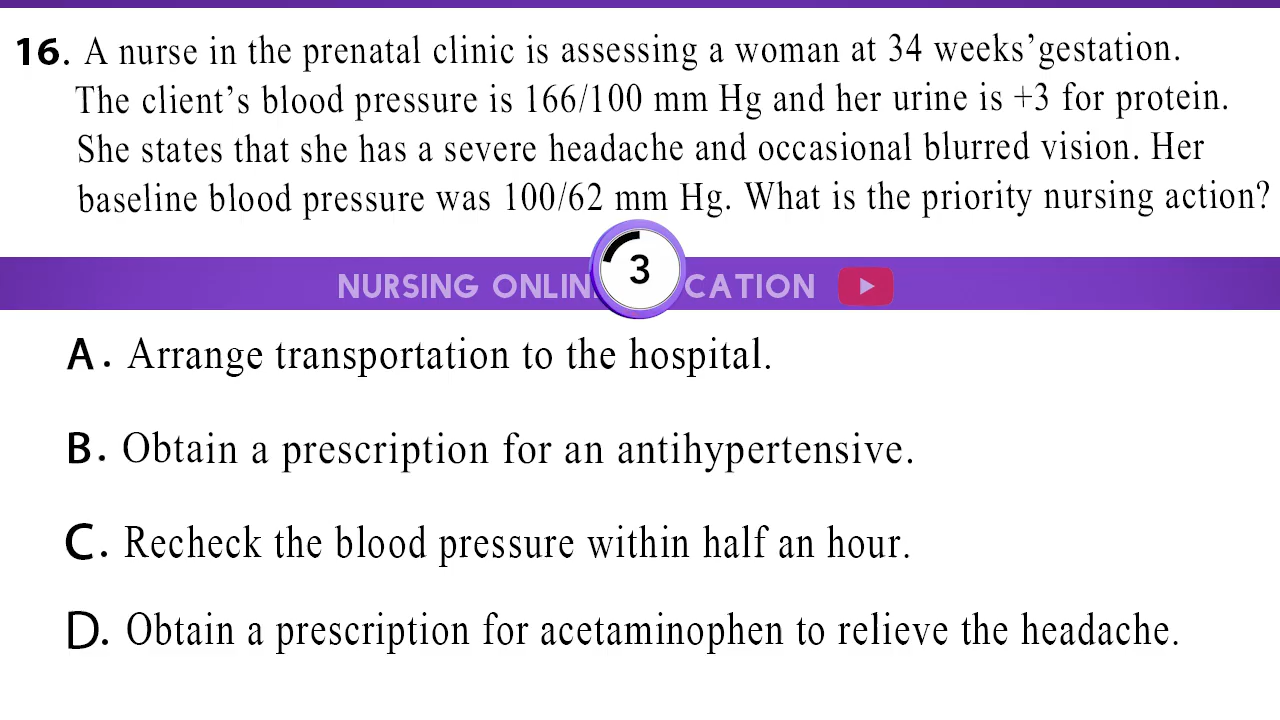 16. A nurse in the prenatal clinic is assessing a woman at 34 weeks’gestation.
The client’s blood pressure is 166/100 mm Hg and her urine is +3 for protein.
She states that she has a severe headache and occasional blurred vision. Her
baseline blood pressure was 100/62 mm Hg. What is the priority nursing action?
3
NURSING
A. Arrange transportation to the hospital.
B. Obtain a prescription for an antihypertensive.
C. Recheck the blood pressure within half an hour.
D. Obtain a prescription for acetaminophen to relieve the headache.